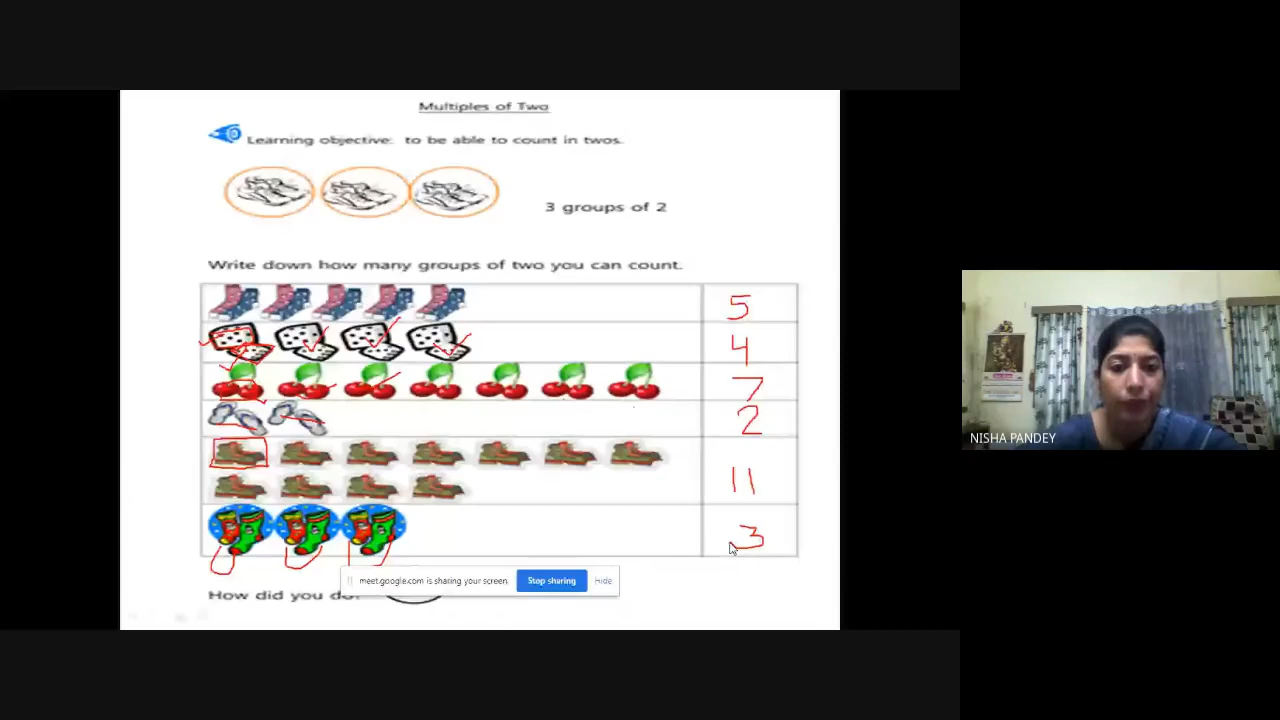 Multiples of Two
Learning objective: to be able to count in twos.
3 groups of 2
Write down how many groups of two you can count.
5
4
7
2
11
3
meet.google.com is sharing your screen Stop sharing Hide
How did you do?
NISHA PANDEY